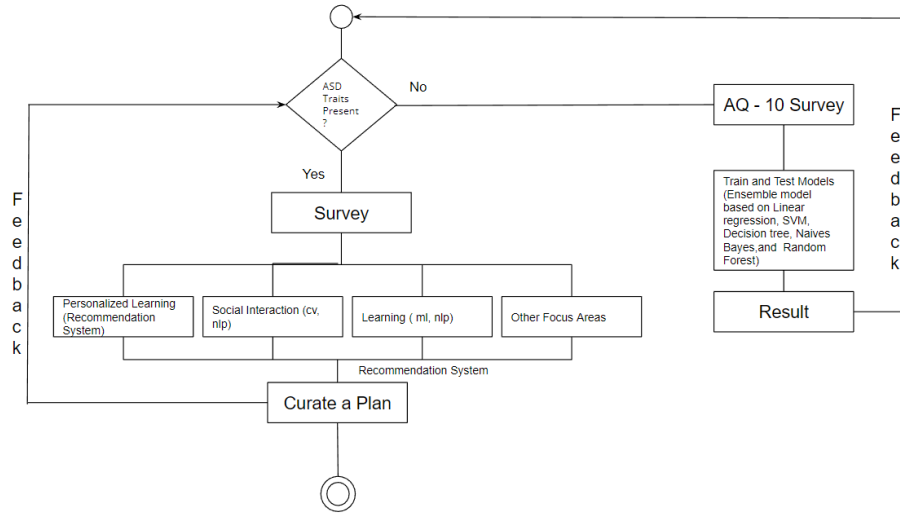 ASD
Traits
Present
?
No
Yes
AQ - 10 Survey
Train and Test Models
(Ensemble model
based on Linear
regression, SVM,
Decision tree, Naives
Bayes,and Random
Forest)
Result
Feedback
Survey
Personalized Learning
(Recommendation
System)
Social Interaction (cv,
nlp)
Learning ( ml, nlp)
Other Focus Areas
Recommendation System
Curate a Plan
Feedback